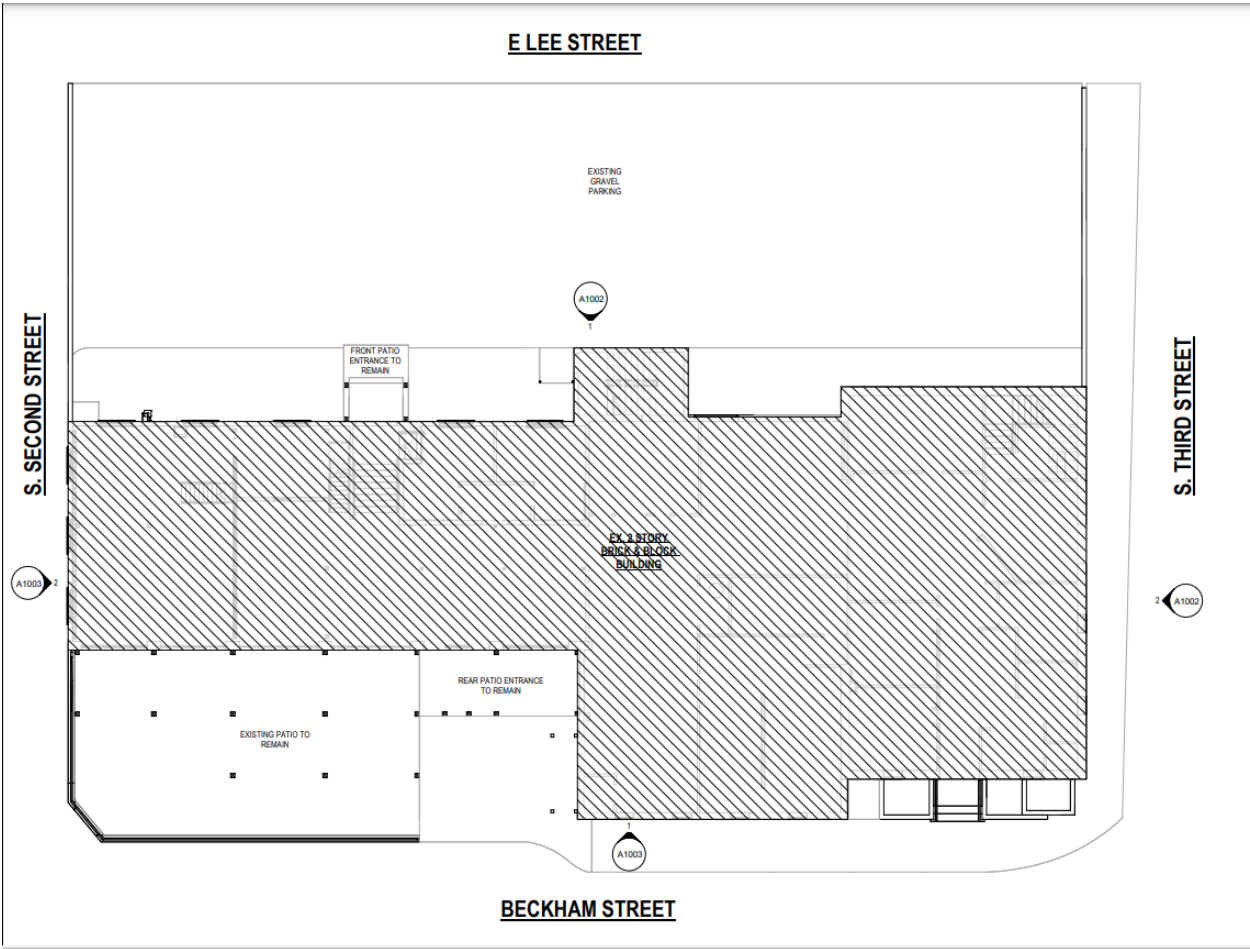 E LEE STREET
EXISTING
GRAVEL
PARKING
A1002
1
FRONT PATIO
ENTRANCE TO
REMAIN
S. SECOND STREET
S. THIRD STREET
EX. 2 STORY
BRICK & BLOCK
BUILDING
A1003
2
2
A1002
REAR PATIO ENTRANCE
TO REMAIN
EXISTING PATIO TO
REMAIN
1
A1003
BECKHAM STREET